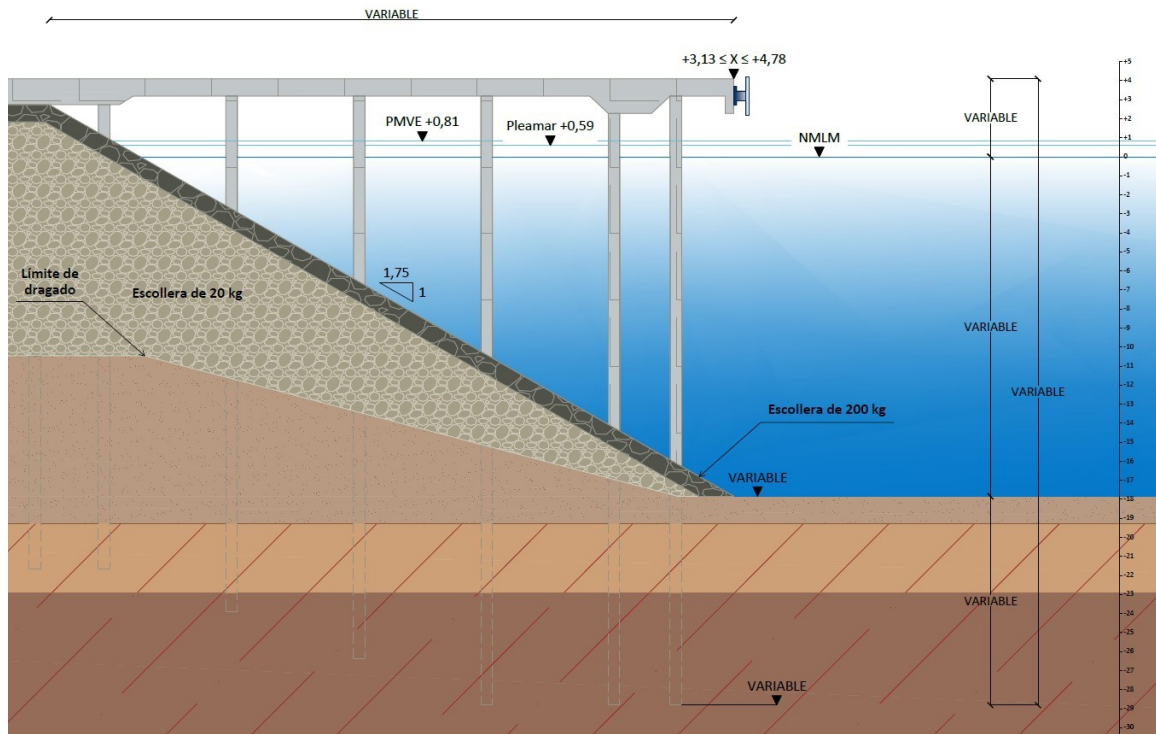 VARIABLE
+3,13 ≤ X ≤ +4,78
PMVE +0,81
Pleamar +0,59
NMLM
VARIABLE
1,75
1
Límite de
dragado
Escollera de 20 kg
VARIABLE
VARIABLE
Escollera de 200 kg
VARIABLE
VARIABLE
VARIABLE
+5
+4
+3
+2
+1
0
-1
-2
-3
-4
-5
-6
-7
-8
-9
-10
-11
-12
-13
-14
-15
-16
-17
-18
-19
-20
-21
-22
-23
-24
-25
-26
-27
-28
-29
-30